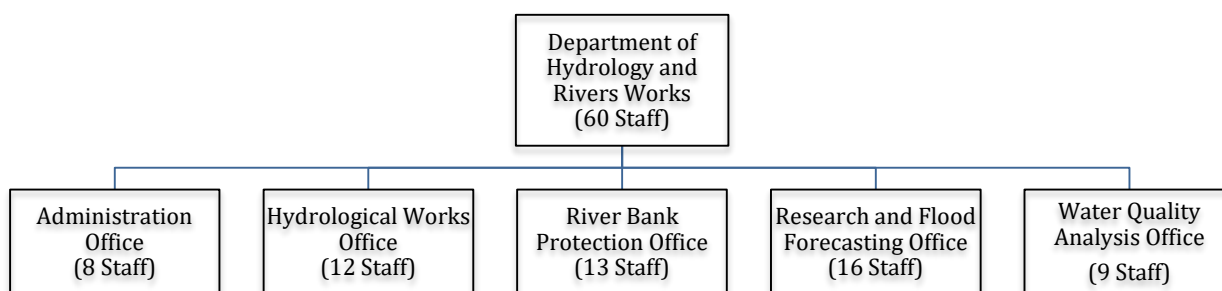 Department of
Hydrology and
Rivers Works
(60 Staff)
Administration
Office
(8 Staff)
Hydrological Works
Office
(12 Staff)
River Bank
Protection Office
(13 Staff)
Research and Flood
Forecasting Office
(16 Staff)
Water Quality
Analysis Office
(9 Staff)